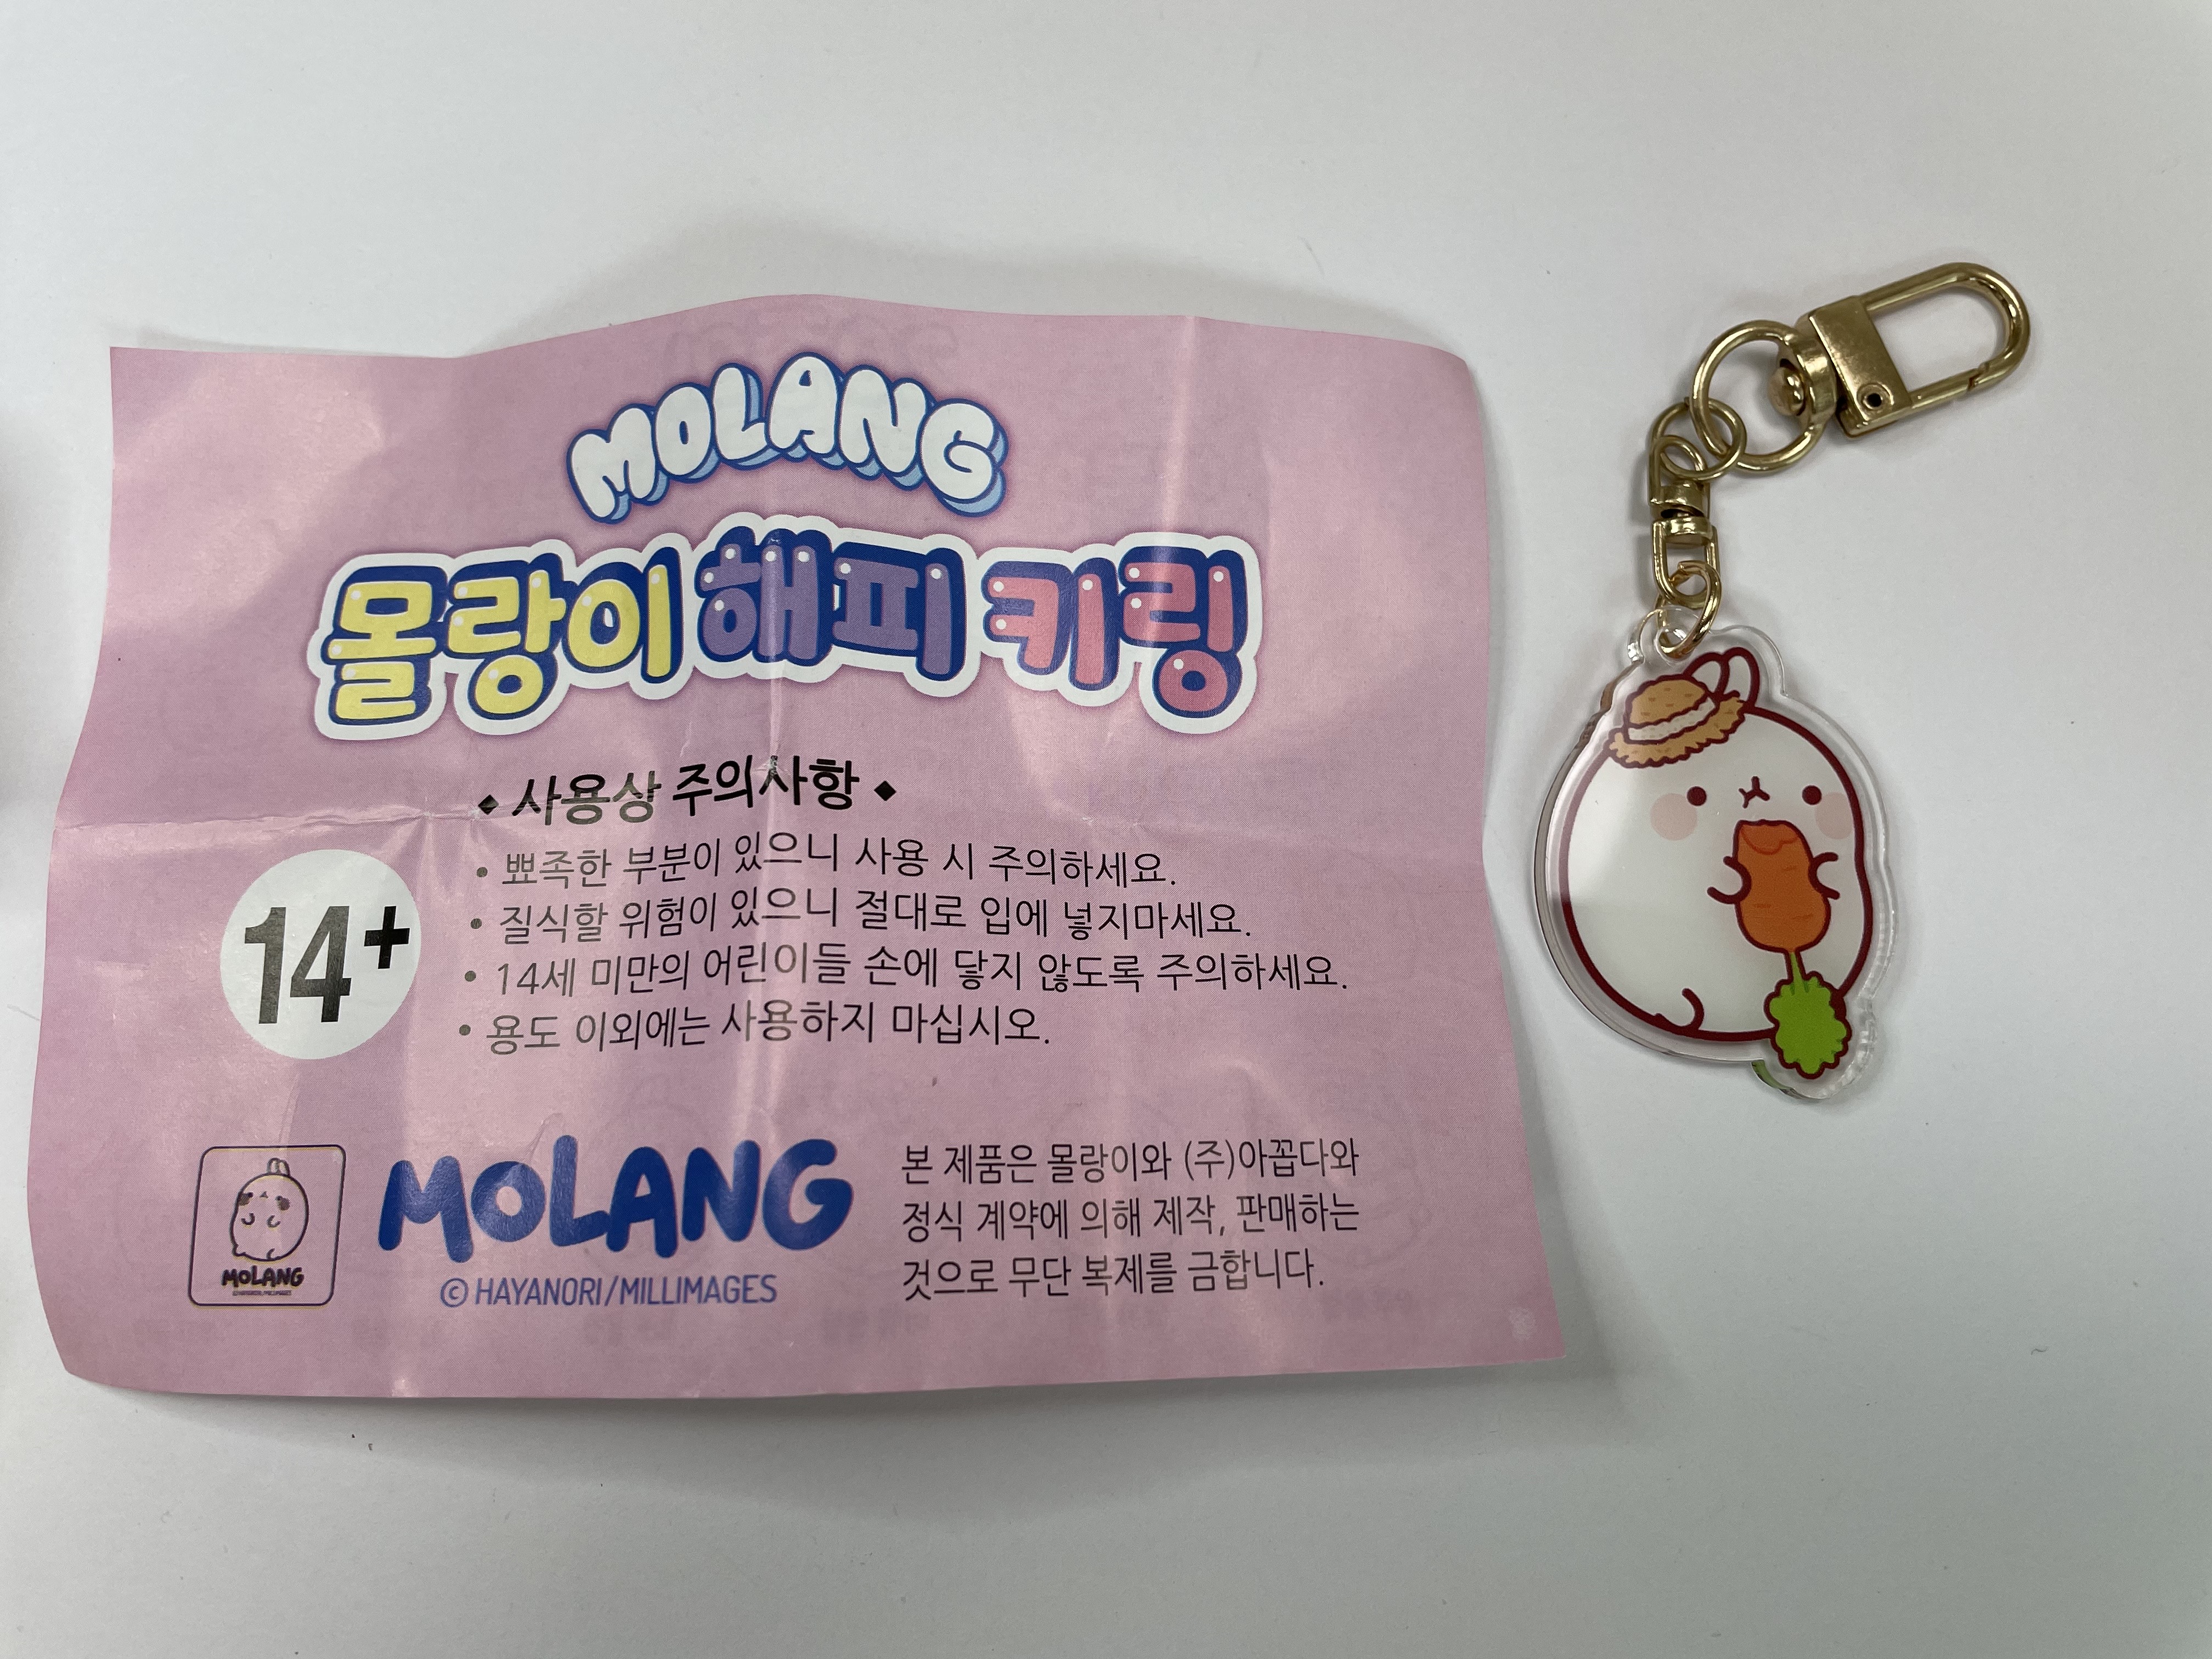 MOLANG
몰랑이 해피 키링
◆ 사용상 주의사항 ◆
14+
• 뾰족한 부분이 있으니 사용 시 주의하세요.
• 질식할 위험이 있으니 절대로 입에 넣지마세요.
• 14세 미만의 어린이들 손에 닿지 않도록 주의하세요.
• 용도 이외에는 사용하지 마십시오.
MOLANG
MOLANG
© HAYANORI/MILLIMAGES
본 제품은 몰랑이와 (주)아꼽다와
정식 계약에 의해 제작, 판매하는
것으로 무단 복제를 금합니다.